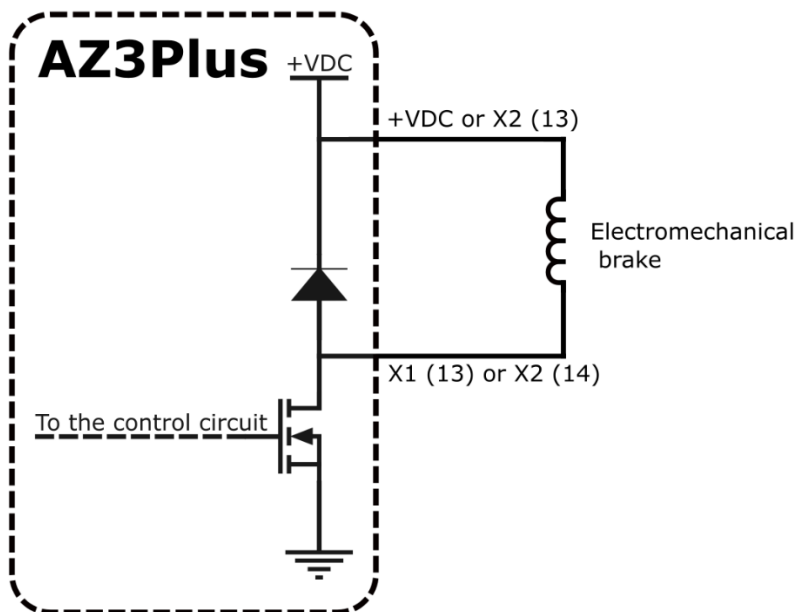 AZ3Plus
+VDC
+VDC or X2 (13)
Electromechanical
brake
X1 (13) or X2 (14)
To the control circuit